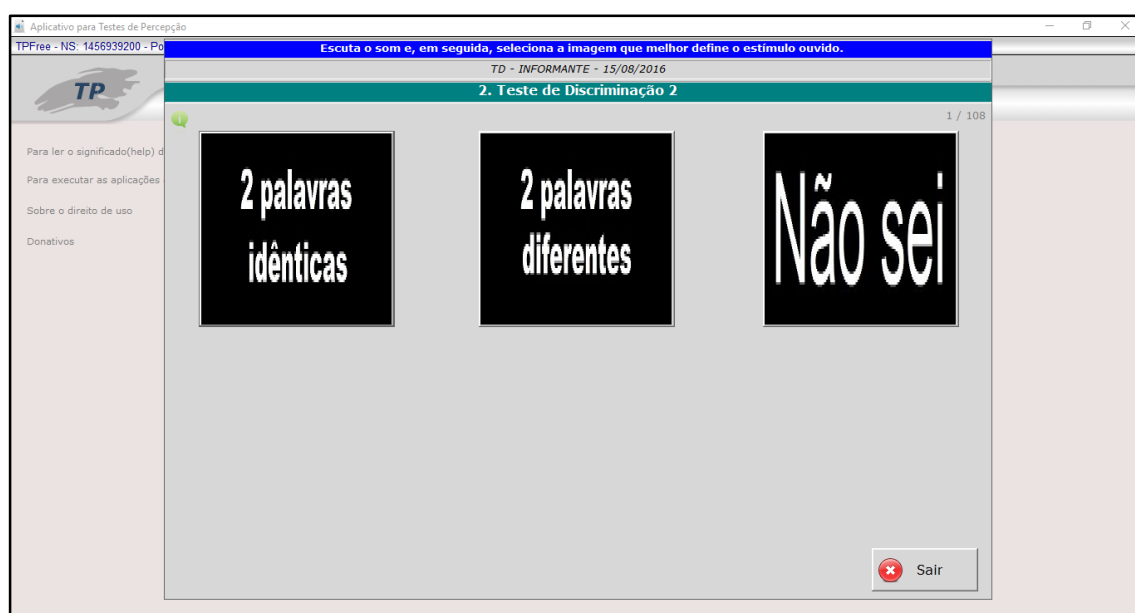 Aplicativo para Testes de Percepção
TPFree - NS: 1456939200 - Po
Escuta o som e, em seguida, seleciona a imagem que melhor define o estímulo ouvido.
TD - INFORMANTE - 15/08/2016
TP
2. Teste de Discriminação 2
1 / 108
Para ler o significado(help) d
Para executar as aplicações
Sobre o direito de uso
Donativos
2 palavras
idênticas
2 palavras
diferentes
Não sei
Sair